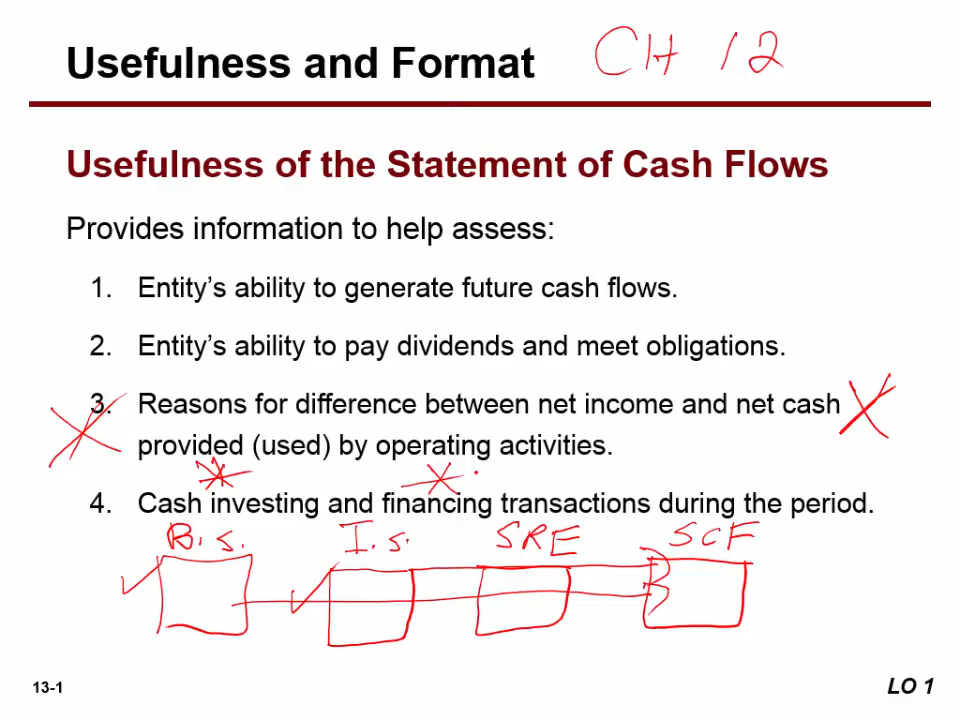 Usefulness and Format CH 12
Usefulness of the Statement of Cash Flows
Provides information to help assess:
1. Entity's ability to generate future cash flows.
2. Entity's ability to pay dividends and meet obligations.
3. Reasons for difference between net income and net cash
provided (used) by operating activities.
4. Cash investing and financing transactions during the period.
B.S. I.S. SRE SCF
13-1 LO 1